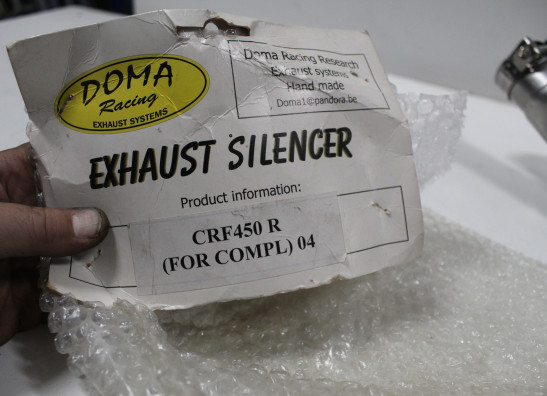 DOMA
Racing
EXHAUST SYSTEMS
Doma Racing Research
Exhaust systems
Hand made
Doma1@pandora.be
EXHAUST SILENCER
Product information:
CRF450 R
(FOR COMPL) 04